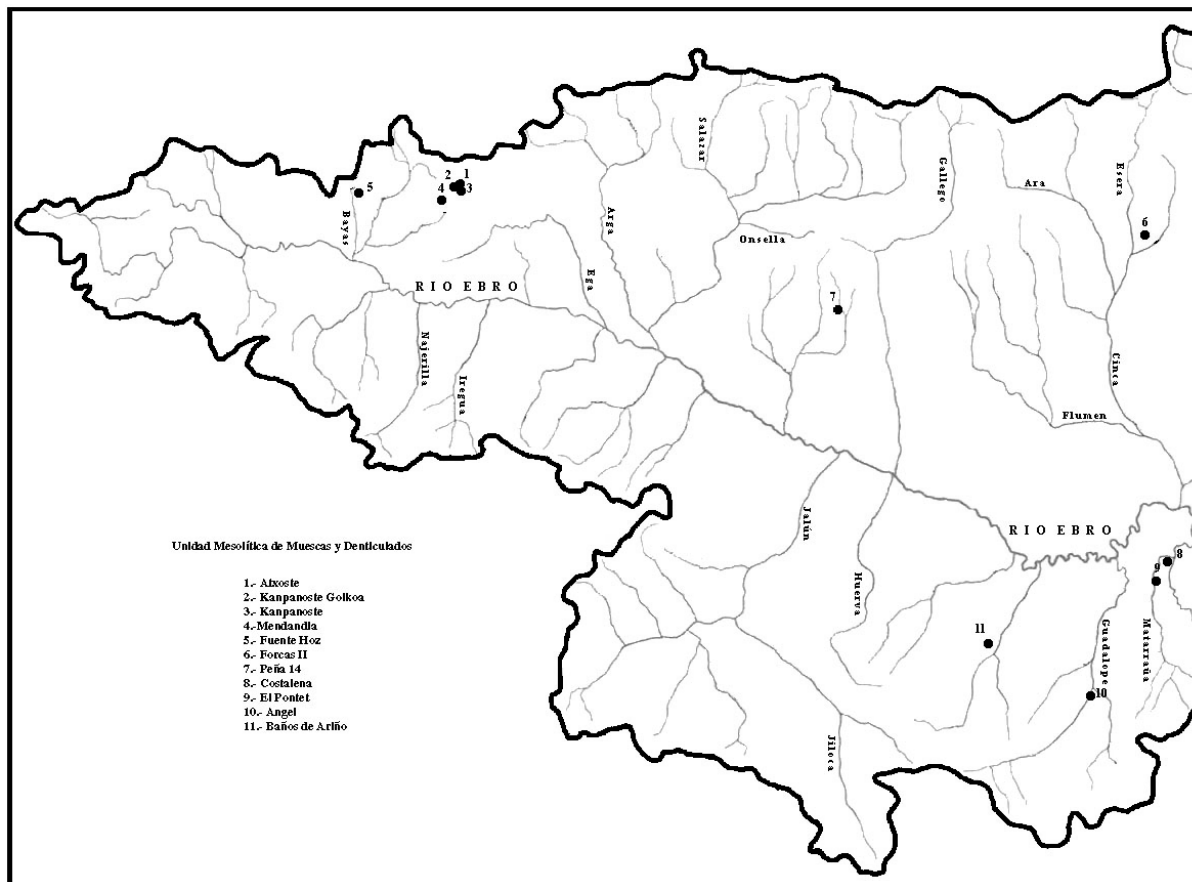 Salazar
Gallego
Esera
Ara
1
2
3
4
5
6
7
Bayas
Arga
Onsella
Ega
RIO EBRO
Najerilla
Iregua
Cinca
Flumen
Jalún
RIO EBRO
Huerva
8
9
Matarraña
Guadalope
11
10
Jiloca
Unidad Mesolítica de Muescas y Denticulados
1.- Atxoste
2.- Kanpanoste Goikoa
3.- Kanpanoste
4.-Mendandia
5.- Fuente Hoz
6.- Forcas II
7.- Peña 14
8.- Costalena
9.- El Pontet
10.- Angel
11.- Baños de Ariño